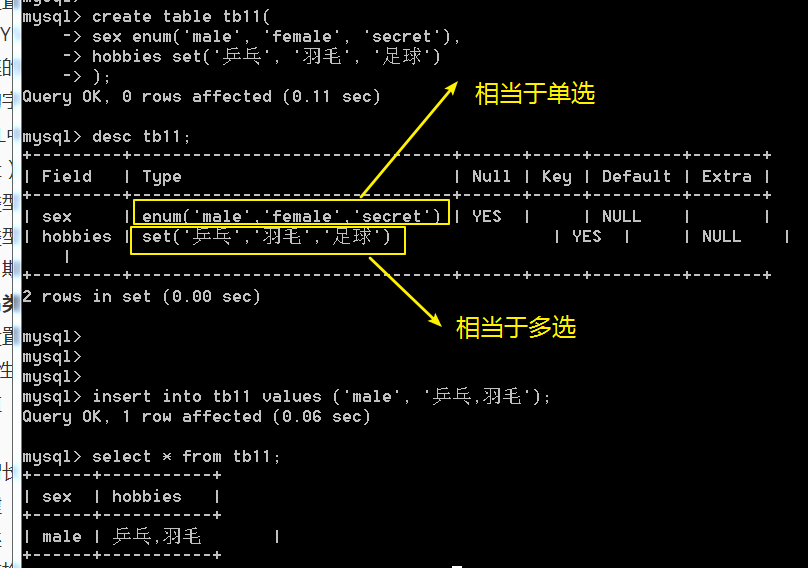 mysql> create table tb11(
    -> sex enum('male', 'female', 'secret'),
    -> hobbies set('乒乓', '羽毛', '足球')
    -> );
Query OK, 0 rows affected (0.11 sec)
相当于单选
mysql> desc tb11;
+---------+--------------------------------+------+-----+---------+-------+
| Field   | Type                           | Null | Key | Default | Extra |
+---------+--------------------------------+------+-----+---------+-------+
| sex     | enum('male','female','secret') | YES  |     | NULL    |       |
| hobbies | set('乒乓','羽毛','足球')                | YES  |     | NULL    |
    |
+---------+--------------------------------+------+-----+---------+-------+
2 rows in set (0.00 sec)
相当于多选
mysql>
mysql>
mysql>
mysql> insert into tb11 values ('male', '乒乓,羽毛');
Query OK, 1 row affected (0.06 sec)
mysql> select * from tb11;
+------+-----------+
| sex  | hobbies   |
+------+-----------+
| male | 乒乓,羽毛       |
+------+-----------+